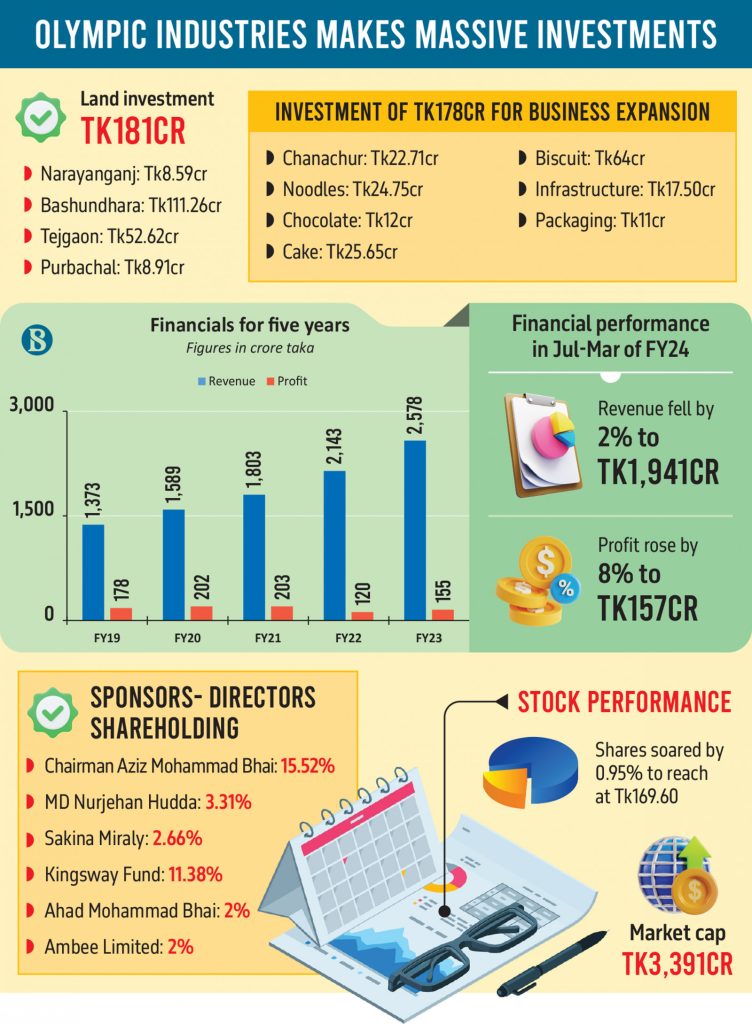 OLYMPIC INDUSTRIES MAKES MASSIVE INVESTMENTS
Land investment
TK181CR
Narayanganj: Tk8.59cr
Bashundhara: Tk111.26cr
Tejgaon: Tk52.62cr
Purbachal: Tk8.91cr
INVESTMENT OF TK178CR FOR BUSINESS EXPANSION
Chanachur: Tk22.71cr
Noodles: Tk24.75cr
Chocolate: Tk12cr
Cake: Tk25.65cr
Biscuit: Tk64cr
Infrastructure: Tk17.50cr
Packaging: Tk11cr
B
Financials for five years
Figures in crore taka
Revenue Profit
3,000
1,500
0
1,373
178
1,589
202
1,803
203
2,143
120
2,578
155
FY19 FY20 FY21 FY22 FY23
Financial performance
in Jul-Mar of FY24
Revenue fell by
2% to
TK1,941CR
$
%
Profit rose by
8% to
TK157CR
SPONSORS- DIRECTORS
SHAREHOLDING
Chairman Aziz Mohammad Bhai: 15.52%
MD Nurjehan Hudda: 3.31%
Sakina Miraly: 2.66%
Kingsway Fund: 11.38%
Ahad Mohammad Bhai: 2%
Ambee Limited: 2%
STOCK PERFORMANCE
Shares soared by
0.95% to reach
at Tk169.60
$
Market cap
TK3,391CR